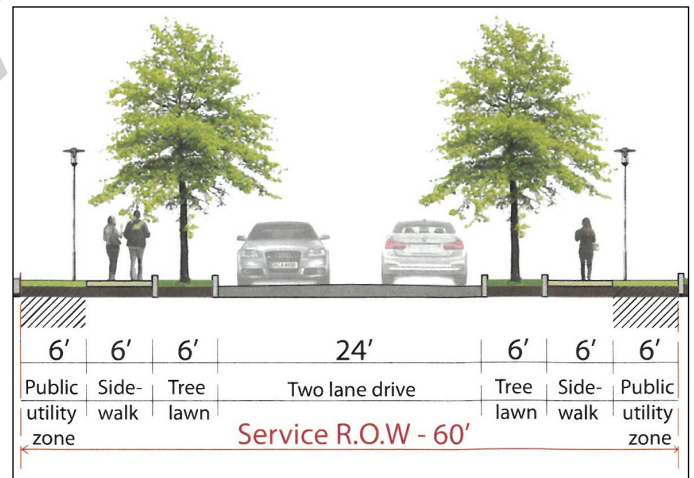 6’ 6’ 6’ 24’ 6’ 6’ 6’
Public Side- Tree Two lane drive Tree Side- Public
utility walk lawn lawn walk utility
zone zone
Service R.O.W - 60’